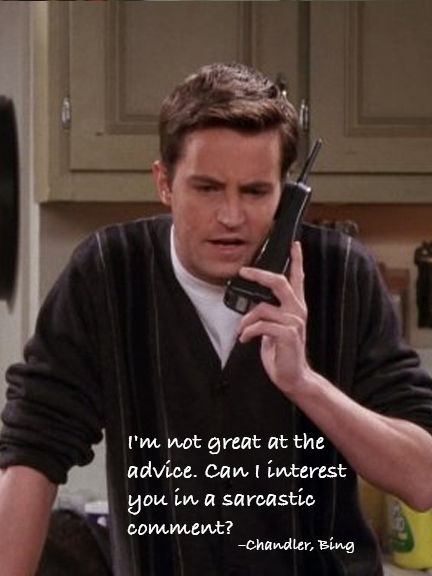 I'm not great at the
advice. Can I interest
you in a sarcastic
comment?
–Chandler, Bing